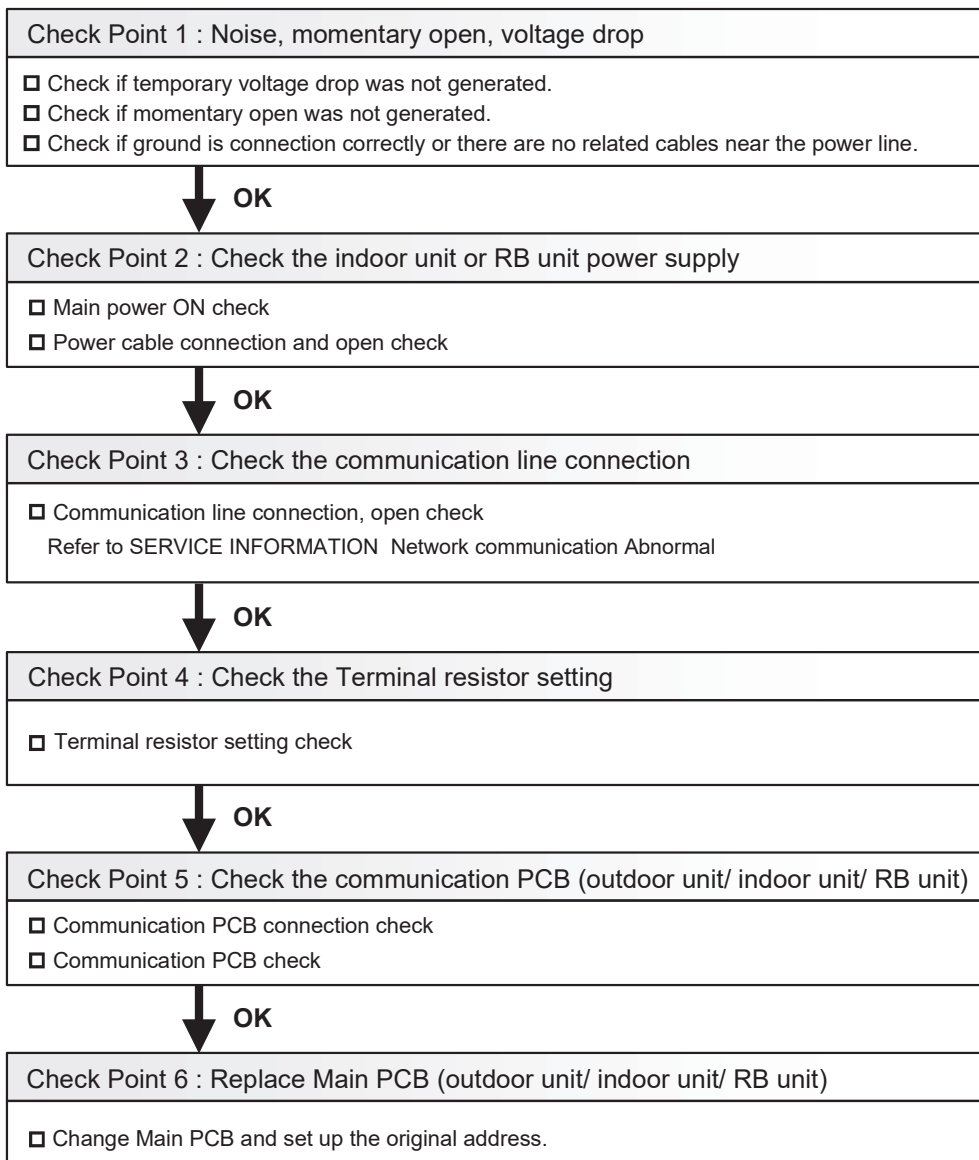 Check Point 1 : Noise, momentary open, voltage drop
Check if temporary voltage drop was not generated.
Check if momentary open was not generated.
Check if ground is connection correctly or there are no related cables near the power line.
OK
Check Point 2 : Check the indoor unit or RB unit power supply
Main power ON check
Power cable connection and open check
OK
Check Point 3 : Check the communication line connection
Communication line connection, open check
Refer to SERVICE INFORMATION  Network communication Abnormal
OK
Check Point 4 : Check the Terminal resistor setting
Terminal resistor setting check
OK
Check Point 5 : Check the communication PCB (outdoor unit/ indoor unit/ RB unit)
Communication PCB connection check
Communication PCB check
OK
Check Point 6 : Replace Main PCB (outdoor unit/ indoor unit/ RB unit)
Change Main PCB and set up the original address.